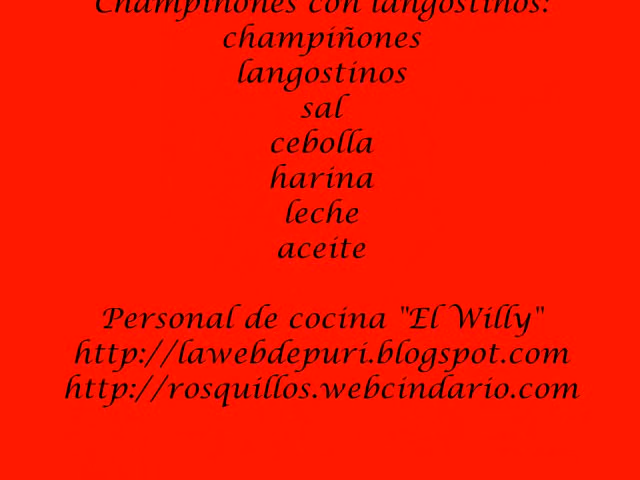 Champiñones con langostinos:
champiñones
langostinos
sal
cebolla
harina
leche
aceite
Personal de cocina "El Willy"
http://lawebdepuri.blogspot.com
http://rosquillos.webcindario.com